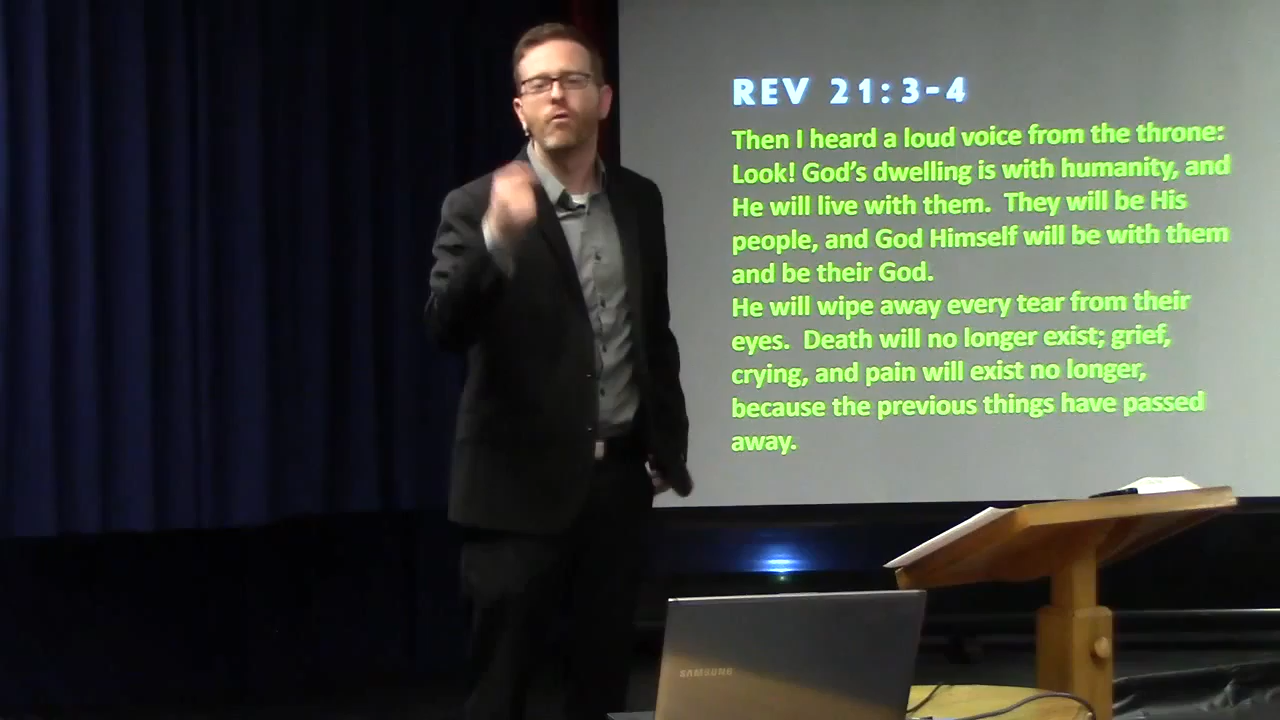 REV 21:3-4
Then I heard a loud voice from the throne:
Look! God's dwelling is with humanity, and
He will live with them.  They will be His
people, and God Himself will be with them
and be their God.
He will wipe away every tear from their
eyes.  Death will no longer exist; grief,
crying, and pain will exist no longer,
because the previous things have passed
away.
SAMSUNG